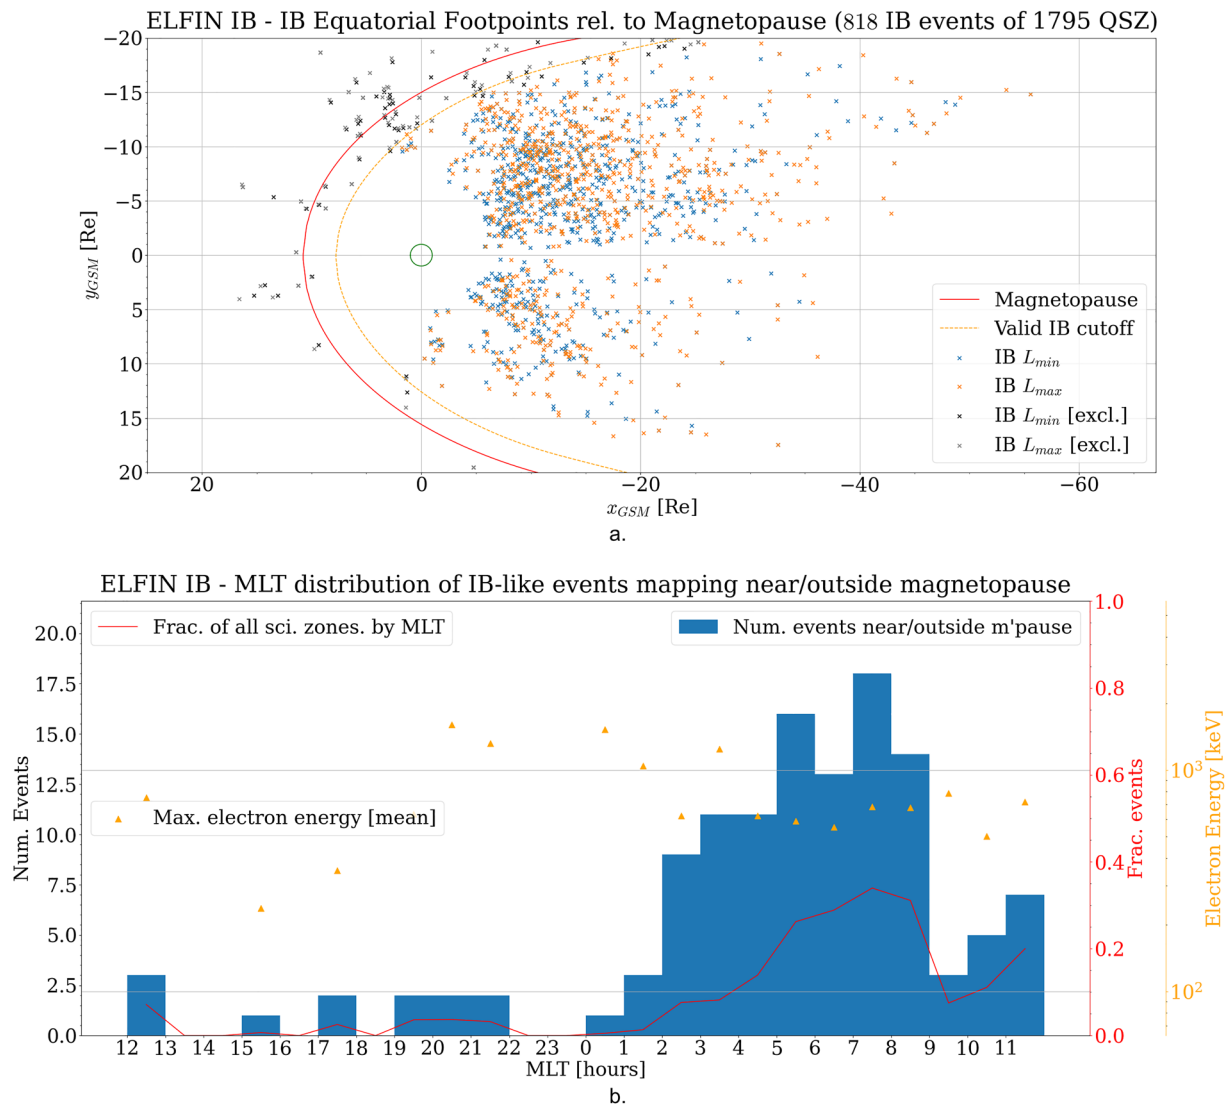 ELFIN IB - IB Equatorial Footpoints rel. to Magnetopause (818 IB events of 1795 QSZ)
−20
−15
−10
−5
0
5
10
15
20
y_GSM [Re]
Magnetopause
Valid IB cutoff
IB L_min
IB L_max
IB L_min [excl.]
IB L_max [excl.]
20 0 −20 −40 −60
x_GSM [Re]
a.
ELFIN IB - MLT distribution of IB-like events mapping near/outside magnetopause
Frac. of all sci. zones. by MLT
Num. events near/outside m'pause
Max. electron energy [mean]
20.0
17.5
15.0
12.5
10.0
7.5
5.0
2.5
0.0
Num. Events
1.0
0.8
0.6
0.4
0.2
0.0
Frac. events
10³
10²
Electron Energy [keV]
12 13 14 15 16 17 18 19 20 21 22 23 0 1 2 3 4 5 6 7 8 9 10 11
MLT [hours]
b.